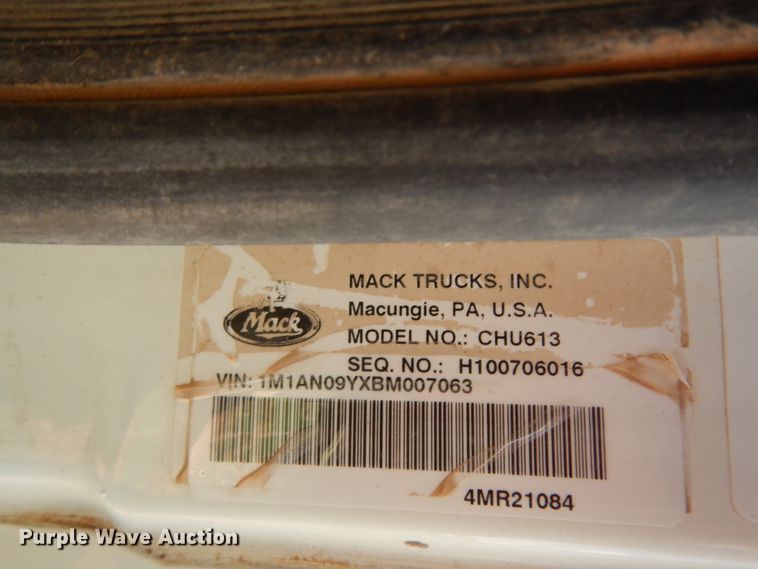 MACK TRUCKS, INC.
Mack
Macungie, PA, U.S.A.
MODEL NO.: CHU613
SEQ. NO.: H100706016
VIN: 1M1AN09YXBM007063
4MR21084
Purple Wave Auction